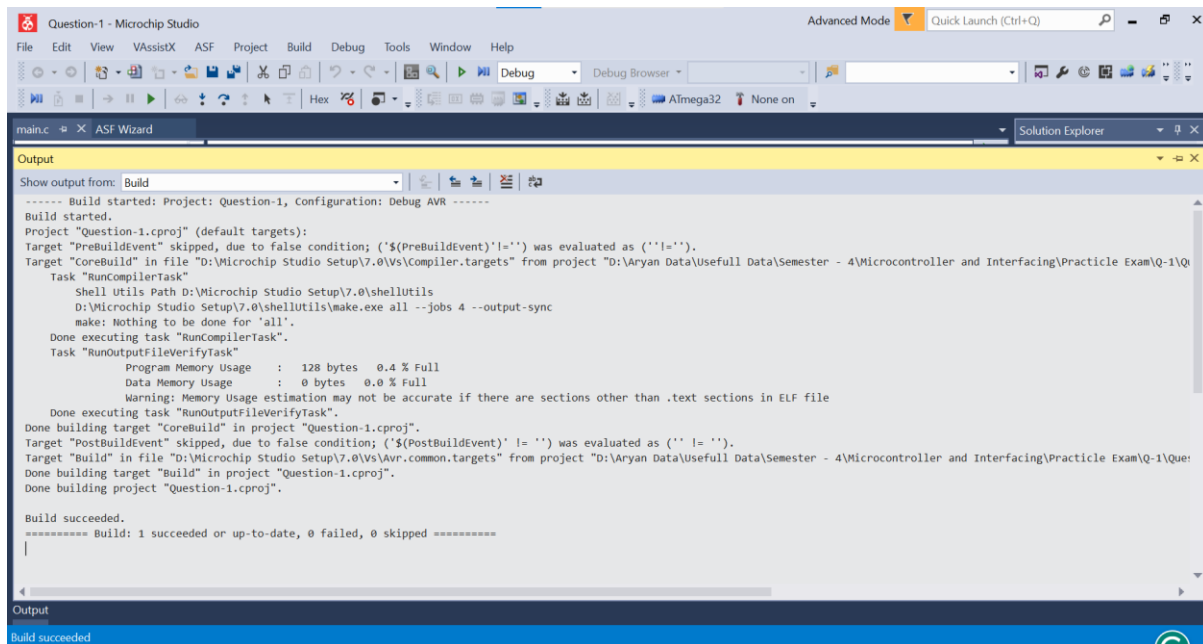 Question-1 - Microchip Studio
Advanced Mode
Quick Launch (Ctrl+Q)
File Edit View VAssistX ASF Project Build Debug Tools Window Help
Debug Debug Browser
Hex ATmega32 None on
main.c ASF Wizard
Solution Explorer
Output
Show output from: Build
------ Build started: Project: Question-1, Configuration: Debug AVR ------
Build started.
Project "Question-1.cproj" (default targets):
Target "PreBuildEvent" skipped, due to false condition; ('$(PreBuildEvent)'!='') was evaluated as (''!='').
Target "CoreBuild" in file "D:\Microchip Studio Setup\7.0\Vs\Compiler.targets" from project "D:\Aryan Data\Usefull Data\Semester - 4\Microcontroller and Interfacing\Practicle Exam\Q-1\Qu
Task "RunCompilerTask"
Shell Utils Path D:\Microchip Studio Setup\7.0\shellUtils
D:\Microchip Studio Setup\7.0\shellUtils\make.exe all --jobs 4 --output-sync
make: Nothing to be done for 'all'.
Done executing task "RunCompilerTask".
Task "RunOutputFileVerifyTask"
Program Memory Usage : 128 bytes 0.4 % Full
Data Memory Usage : 0 bytes 0.0 % Full
Warning: Memory Usage estimation may not be accurate if there are sections other than .text sections in ELF file
Done executing task "RunOutputFileVerifyTask".
Done building target "CoreBuild" in project "Question-1.cproj".
Target "PostBuildEvent" skipped, due to false condition; ('$(PostBuildEvent)' != '') was evaluated as ('' != '').
Target "Build" in file "D:\Microchip Studio Setup\7.0\Vs\Avr.common.targets" from project "D:\Aryan Data\Usefull Data\Semester - 4\Microcontroller and Interfacing\Practicle Exam\Q-1\Ques
Done building target "Build" in project "Question-1.cproj".
Done building project "Question-1.cproj".
Build succeeded.
========== Build: 1 succeeded or up-to-date, 0 failed, 0 skipped ==========
Output
Build succeeded